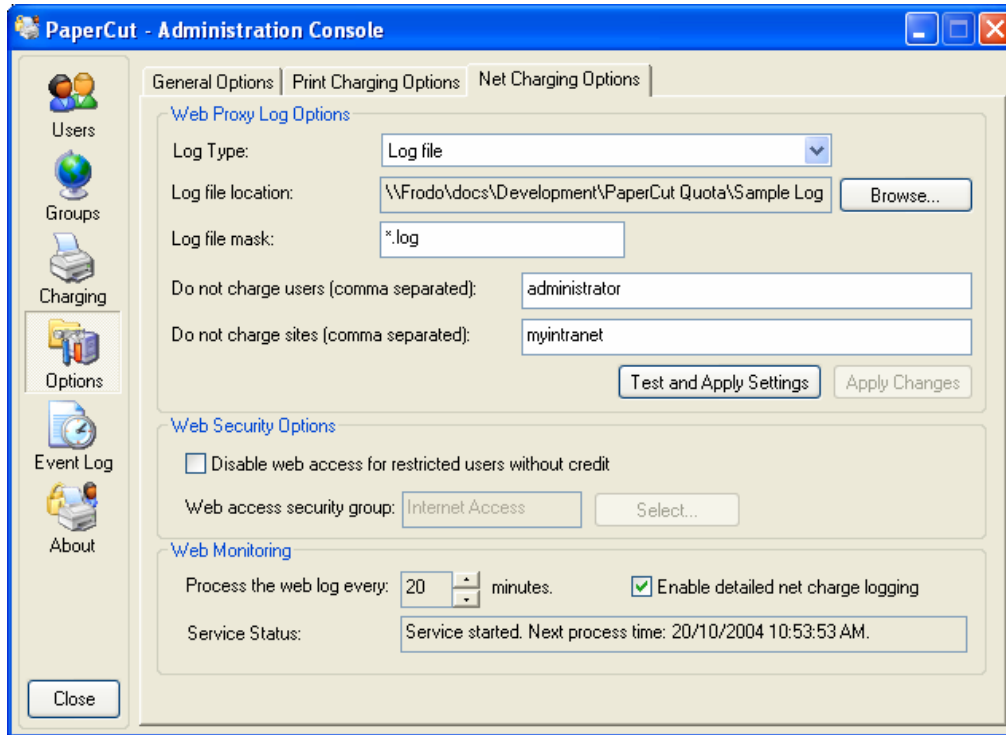 PaperCut - Administration Console
Users
Groups
Charging
Options
Event Log
About
Close
General Options
Print Charging Options
Net Charging Options
Web Proxy Log Options
Log Type: Log file
Log file location: \\Frodo\docs\Development\PaperCut Quota\Sample Log Browse...
Log file mask: *.log
Do not charge users (comma separated): administrator
Do not charge sites (comma separated): myintranet
Test and Apply Settings Apply Changes
Web Security Options
Disable web access for restricted users without credit
Web access security group: Internet Access Select...
Web Monitoring
Process the web log every: 20 minutes. Enable detailed net charge logging
Service Status: Service started. Next process time: 20/10/2004 10:53:53 AM.